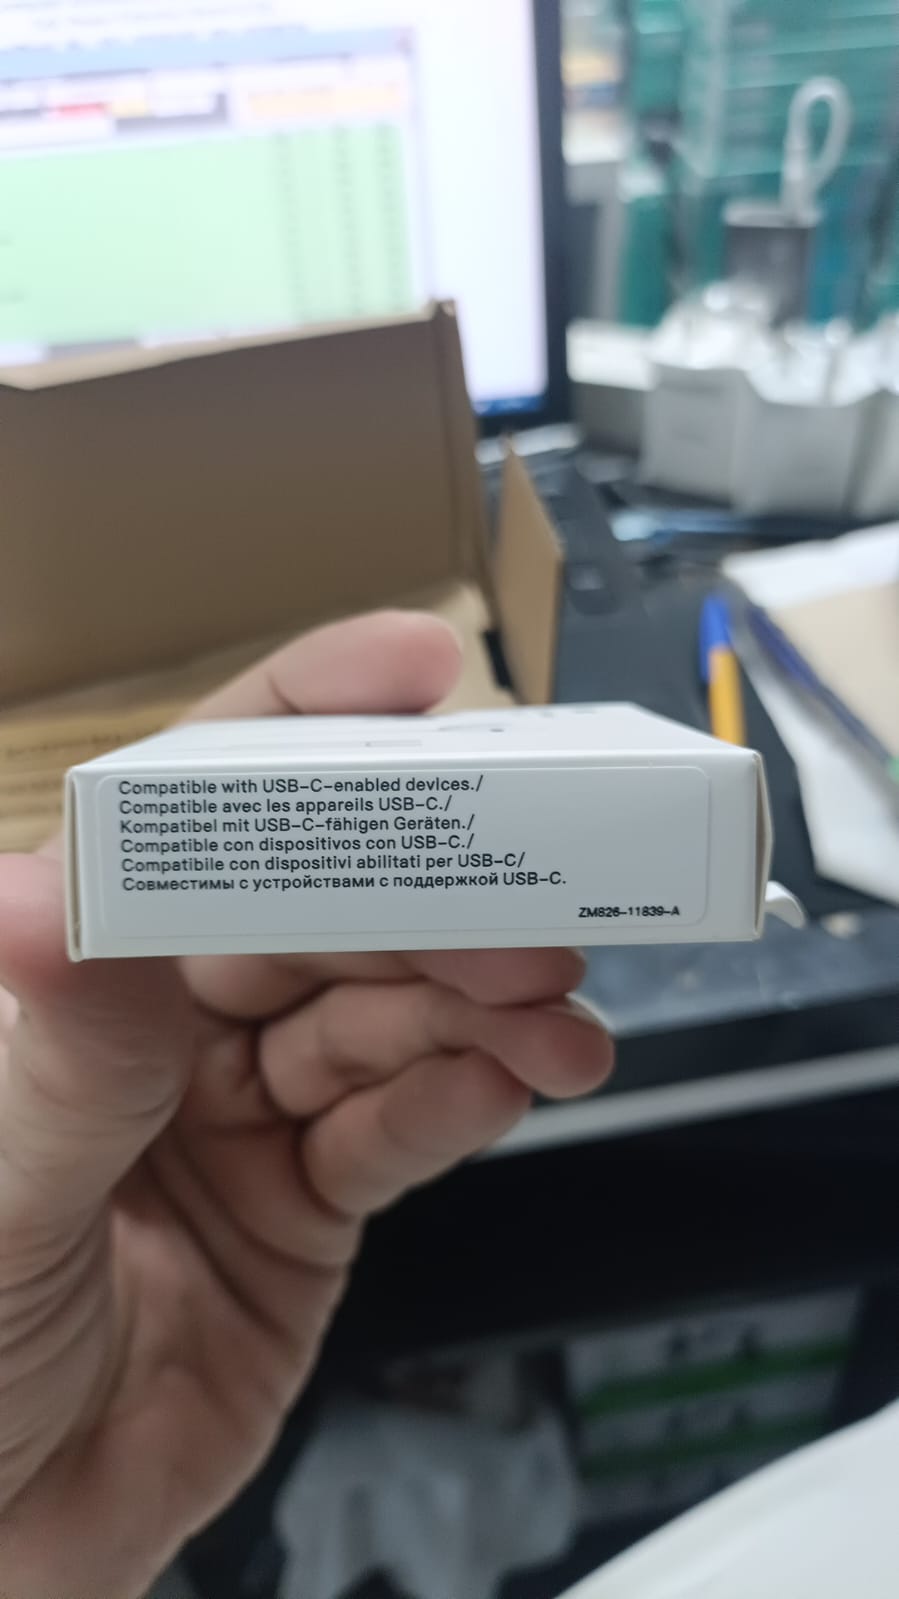 Compatible with USB-C-enabled devices./
Compatible avec les appareils USB-C./
Kompatibel mit USB-C-fähigen Geräten./
Compatible con dispositivos con USB-C./
Compatibile con dispositivi abilitati per USB-C/
Совместимы с устройствами с поддержкой USB-C.
ZM826-11839-A